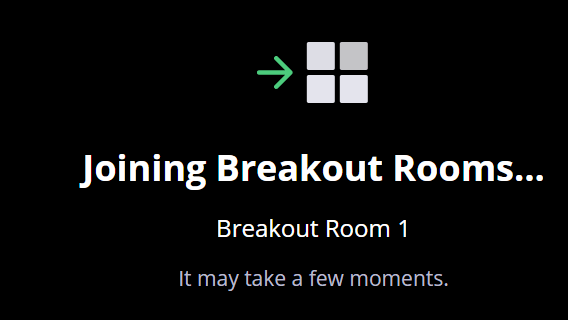 Joining Breakout Rooms...
Breakout Room 1
It may take a few moments.